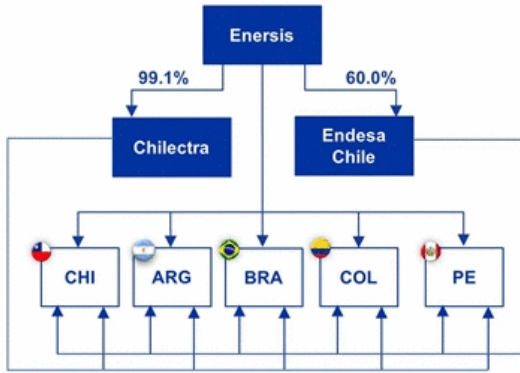 Enersis
99.1%
60.0%
Chilectra
Endesa
Chile
CHI
ARG
BRA
COL
PE